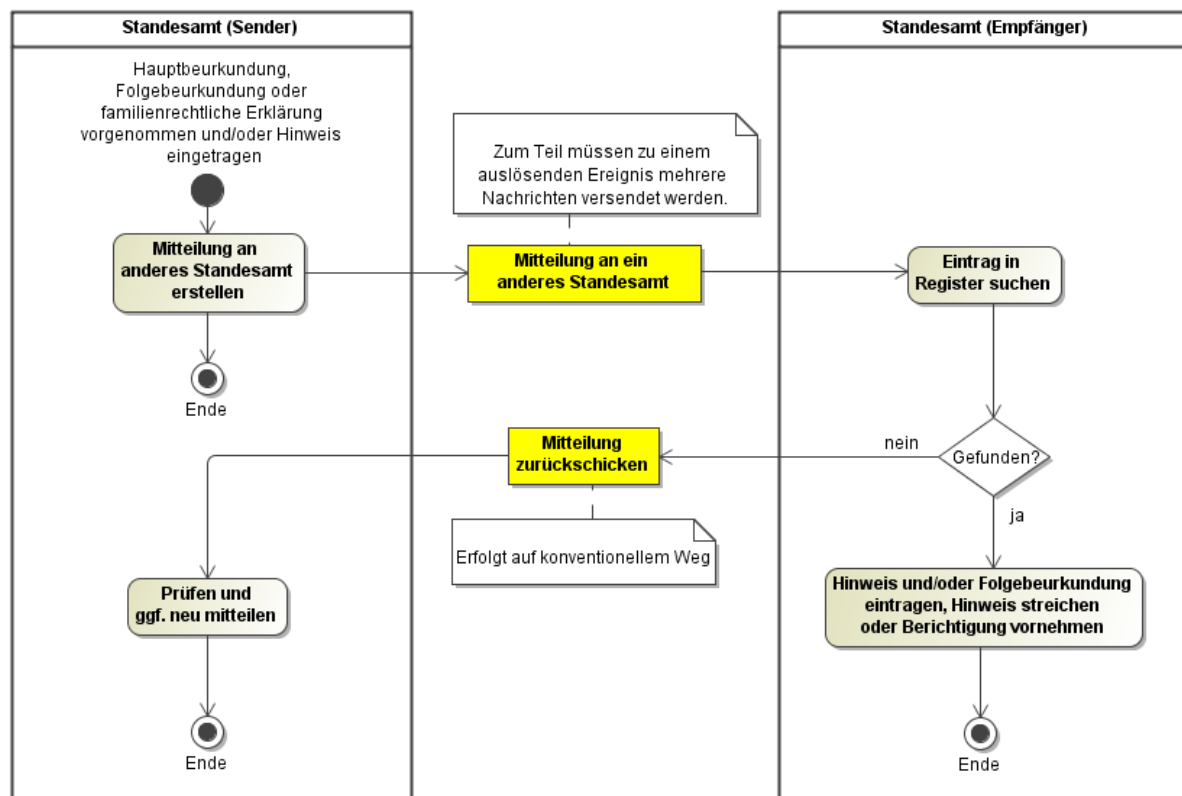 Standesamt (Sender)
Standesamt (Empfänger)
Hauptbeurkundung,
Folgebeurkundung oder
familienrechtliche Erklärung
vorgenommen und/oder Hinweis
eingetragen
Zum Teil müssen zu einem
auslösenden Ereignis mehrere
Nachrichten versendet werden.
Mitteilung an
anderes Standesamt
erstellen
Mitteilung an ein
anderes Standesamt
Eintrag in
Register suchen
Ende
Gefunden?
nein
ja
Mitteilung
zurückschicken
Erfolgt auf konventionellem Weg
Prüfen und
ggf. neu mitteilen
Hinweis und/oder Folgebeurkundung
eintragen, Hinweis streichen
oder Berichtigung vornehmen
Ende
Ende